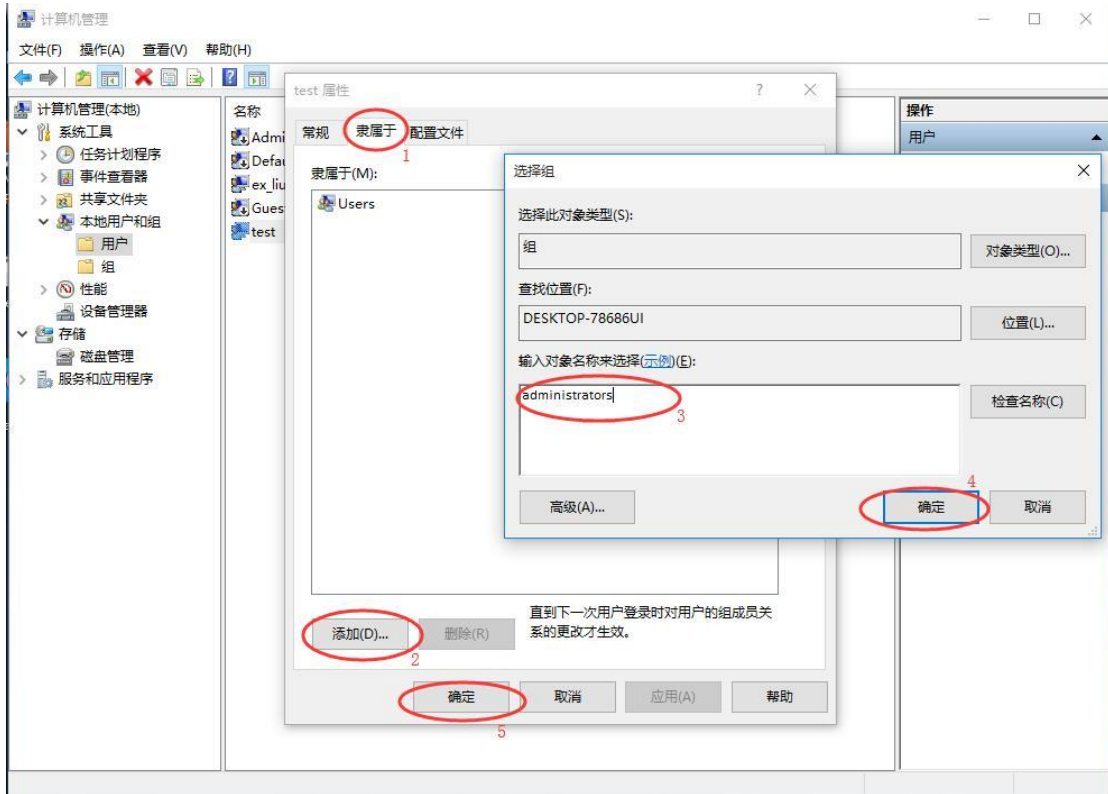 计算机管理
文件(F) 操作(A) 查看(V) 帮助(H)
计算机管理(本地)
系统工具
任务计划程序
事件查看器
共享文件夹
本地用户和组
用户
组
性能
设备管理器
存储
磁盘管理
服务和应用程序
名称
Admi
Defau
ex_liu
Gues
test
test 属性
?
常规 隶属于 配置文件
1
隶属于(M):
Users
添加(D)... 删除(R)
2
直到下一次用户登录时对用户的组成员关
系的更改才生效。
确定 取消 应用(A) 帮助
5
选择组
选择此对象类型(S):
组
对象类型(O)...
查找位置(F):
DESKTOP-78686UI
位置(L)...
输入对象名称来选择(示例)(E):
administrators
3
检查名称(C)
高级(A)...
4
确定 取消
操作
用户